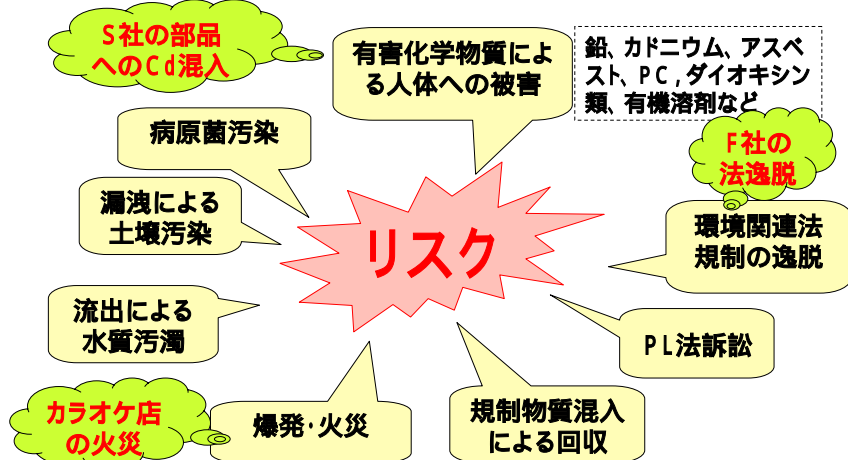 S社の部品
へのCd混入
有害化学物質によ
る人体への被害
鉛、カドニウム、アスベ
スト、PC,ダイオキシン
類、有機溶剤など
病原菌汚染
F社の
法逸脱
漏洩による
土壌汚染
環境関連法
規制の逸脱
リスク
流出による
水質汚濁
PL法訴訟
カラオケ店
の火災
爆発・火災
規制物質混入
による回収